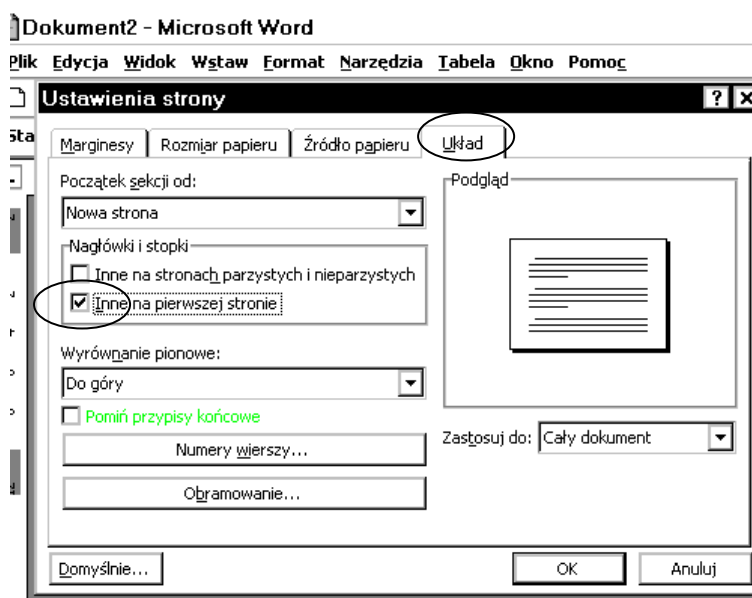 Dokument2 - Microsoft Word
Plik Edycja Widok Wstaw Format Narzędzia Tabela Okno Pomoc
Ustawienia strony
Sta
Marginesy Rozmiar papieru Źródło papieru Układ
Początek sekcji od:
Nowa strona
Nagłówki i stopki
Inne na stronach parzystych i nieparzystych
Inne na pierwszej stronie
Wyrównanie pionowe:
Do góry
Pomiń przypisy końcowe
Numery wierszy...
Obramowanie...
Podgląd
Zastosuj do: Cały dokument
Domyślnie... OK Anuluj